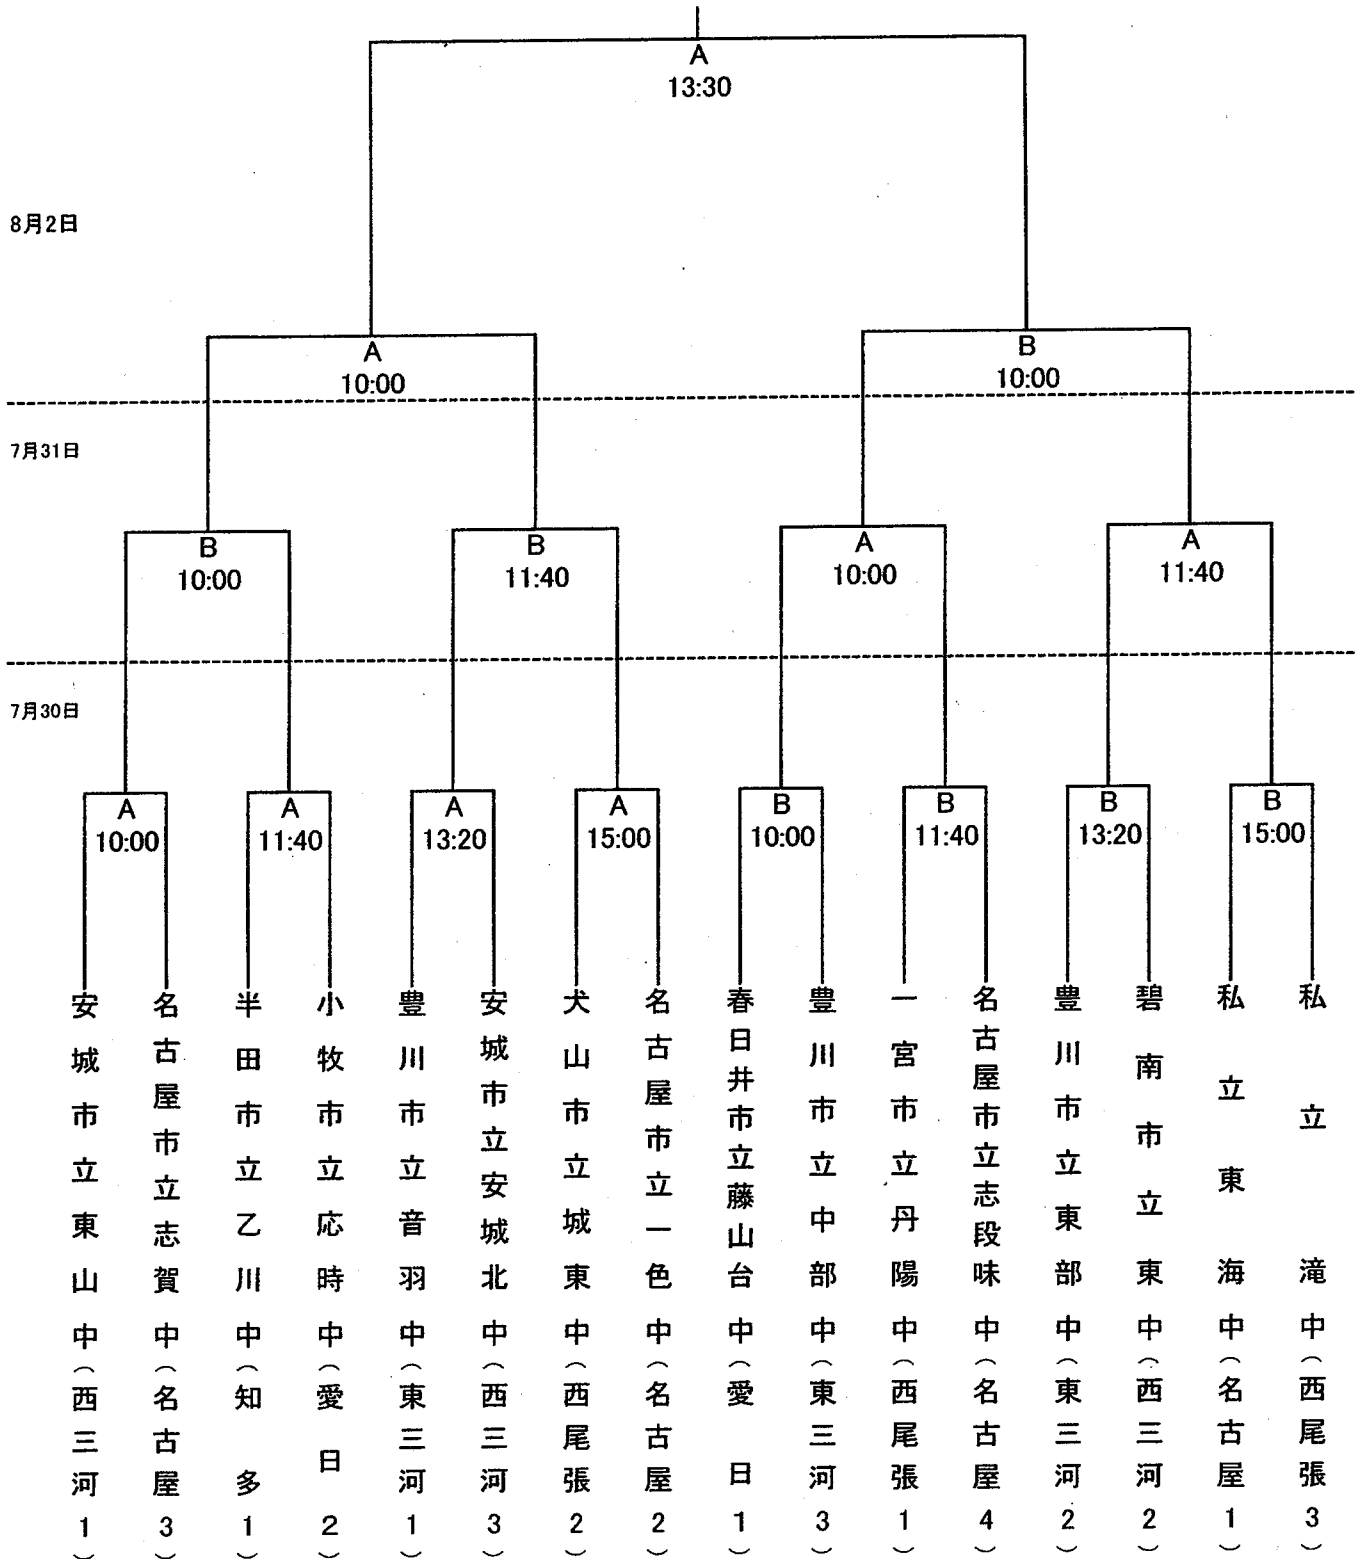 A
13:30
8月2日
A
10:00
B
10:00
7月31日
B
10:00
B
11:40
A
10:00
A
11:40
7月30日
A
10:00
A
11:40
A
13:20
A
15:00
B
10:00
B
11:40
B
13:20
B
15:00
安城市立東山中(西三河1)
名古屋市立志賀中(名古屋3)
半田市立乙川中(知多1)
小牧市立応時中(愛日2)
豊川市立音羽中(東三河1)
安城市立安城北中(西三河3)
犬山市立城東中(西尾張2)
名古屋市立一色中(名古屋2)
春日井市立藤山台中(愛日1)
豊川市立中部中(東三河3)
一宮市立丹陽中(西尾張1)
名古屋市立志段味中(名古屋4)
豊川市立東部中(東三河2)
碧南市立東中(西三河2)
私立東海中(名古屋1)
私立滝中(西尾張3)